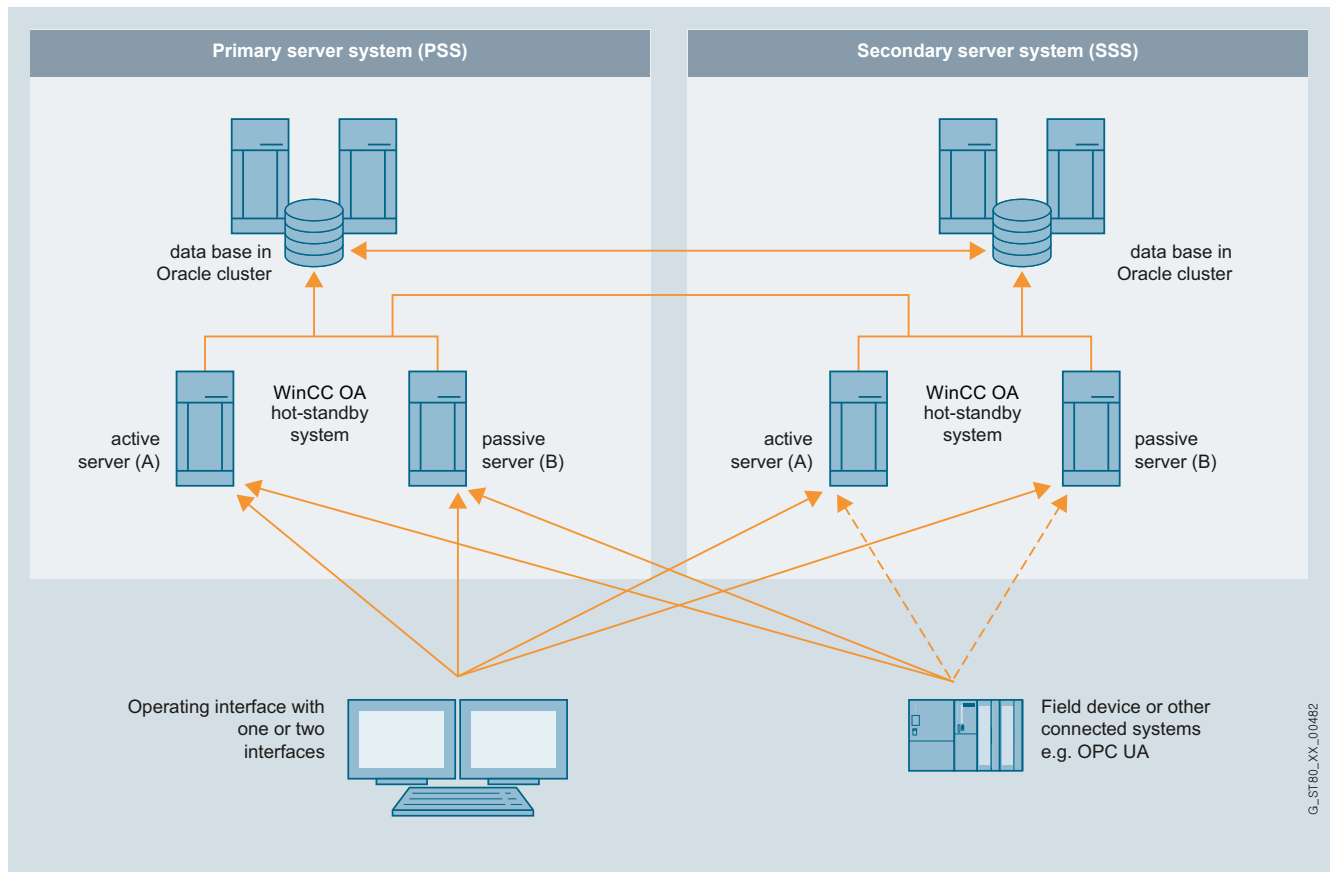 Primary server system (PSS)
Secondary server system (SSS)
data base in
Oracle cluster
data base in
Oracle cluster
WinCC OA
hot-standby
system
active
server (A)
passive
server (B)
WinCC OA
hot-standby
system
active
server (A)
passive
server (B)
Operating interface with
one or two
interfaces
Field device or other
connected systems
e.g. OPC UA
G_ST80_XX_00482